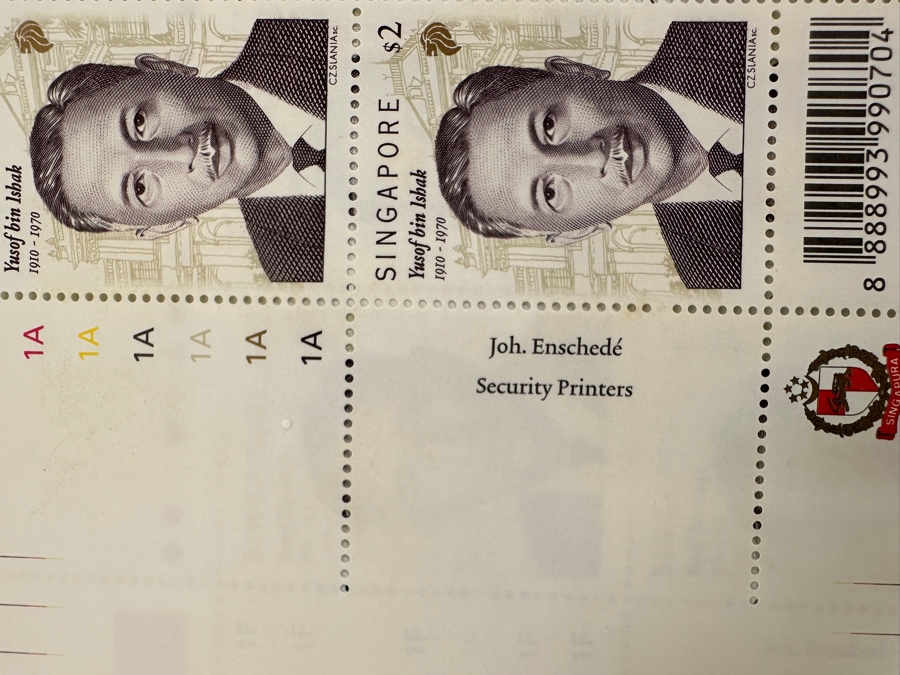 Yusof bin Ishak
1910 - 1970
CZ SLANIA sc.
$2
SINGAPORE
Yusof bin Ishak
1910 - 1970
CZ SLANIA sc.
8 888993 990704
1A
1A
1A
1A
1A
1A
Joh. Enschedé
Security Printers
SINGAPURA